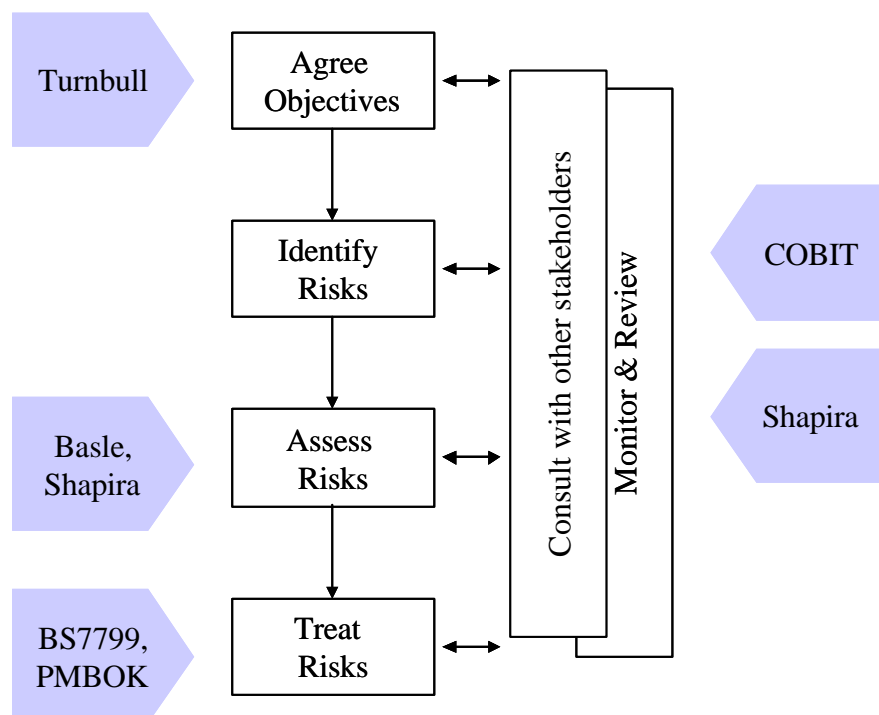 Turnbull
Agree
Objectives
Identify
Risks
COBIT
Consult with other stakeholders
Monitor & Review
Basle,
Shapira
Assess
Risks
Shapira
BS7799,
PMBOK
Treat
Risks